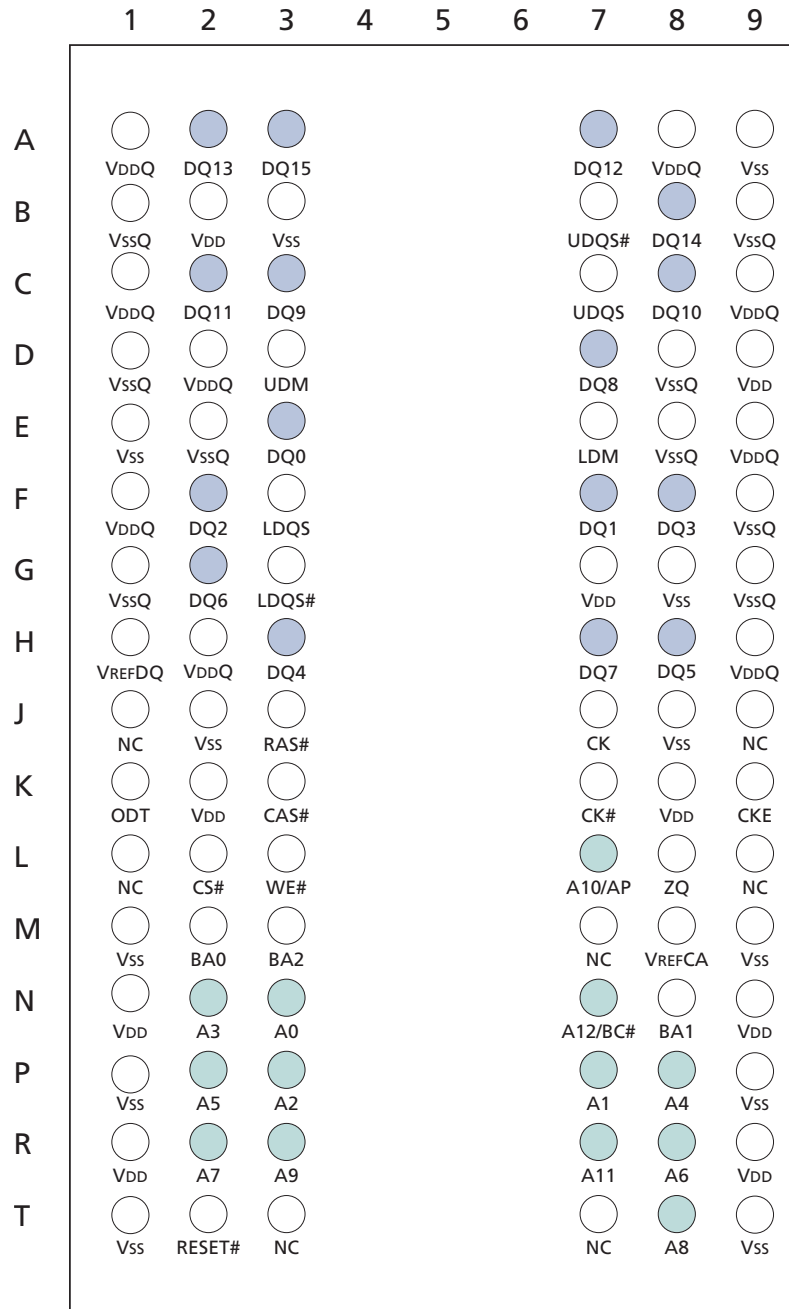 1 2 3 4 5 6 7 8 9
A
VDDQ DQ13 DQ15 DQ12 VDDQ VSS
B
VSSQ VDD VSS UDQS# DQ14 VSSQ
C
VDDQ DQ11 DQ9 UDQS DQ10 VDDQ
D
VSSQ VDDQ UDM DQ8 VSSQ VDD
E
VSS VSSQ DQ0 LDM VSSQ VDDQ
F
VDDQ DQ2 LDQS DQ1 DQ3 VSSQ
G
VSSQ DQ6 LDQS# VDD VSS VSSQ
H
VREFDQ VDDQ DQ4 DQ7 DQ5 VDDQ
J
NC VSS RAS# CK VSS NC
K
ODT VDD CAS# CK# VDD CKE
L
NC CS# WE# A10/AP ZQ NC
M
VSS BA0 BA2 NC VREFCA VSS
N
VDD A3 A0 A12/BC# BA1 VDD
P
VSS A5 A2 A1 A4 VSS
R
VDD A7 A9 A11 A6 VDD
T
VSS RESET# NC NC A8 VSS